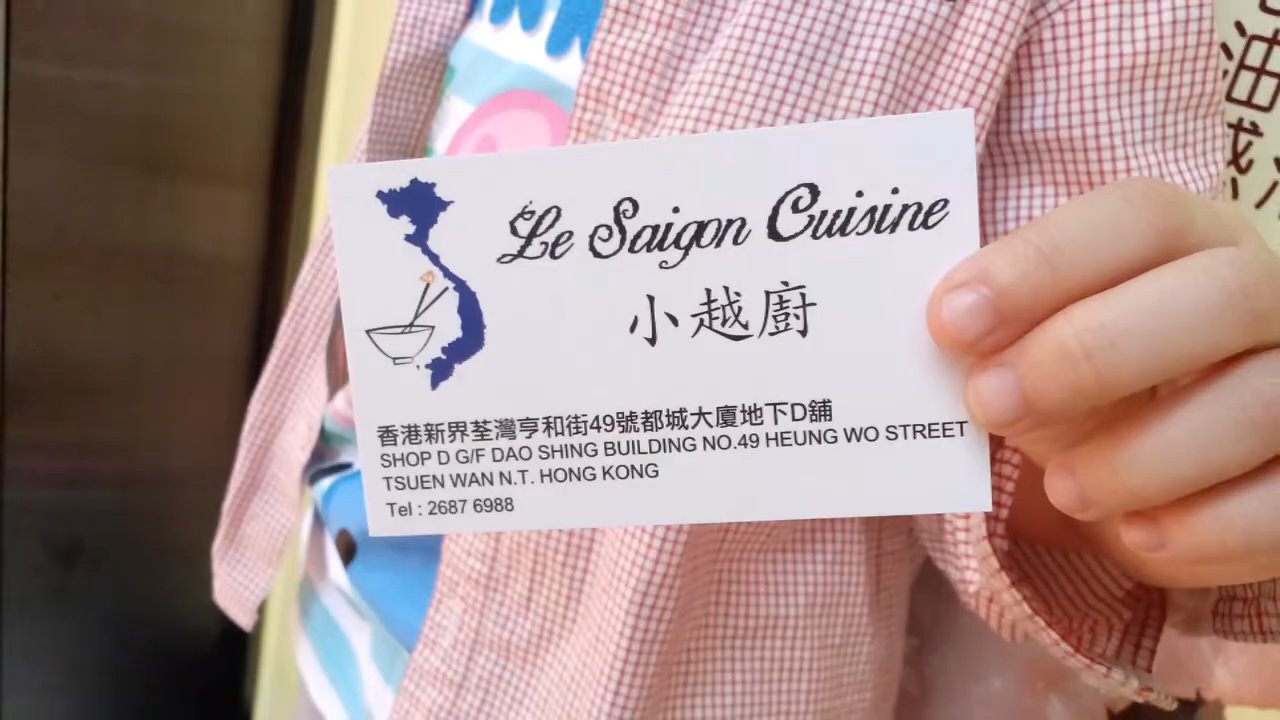 Le Saigon Cuisine
小越廚
香港新界荃灣亨和街49號都城大廈地下D舖
SHOP D G/F DAO SHING BUILDING NO.49 HEUNG WO STREET
TSUEN WAN N.T. HONG KONG
Tel : 2687 6988
油